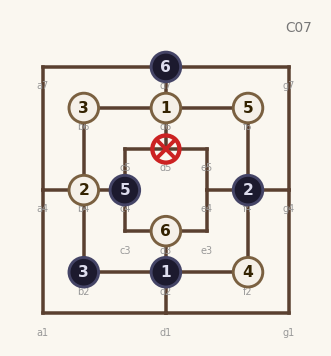 C07
6
a7 d7 g7
3 1 5
b6 d6 f6
c5 d5 e5
2 5 2
a4 b4 c4 e4 f4 g4
6
c3 d3 e3
3 1 4
b2 d2 f2
a1 d1 g1